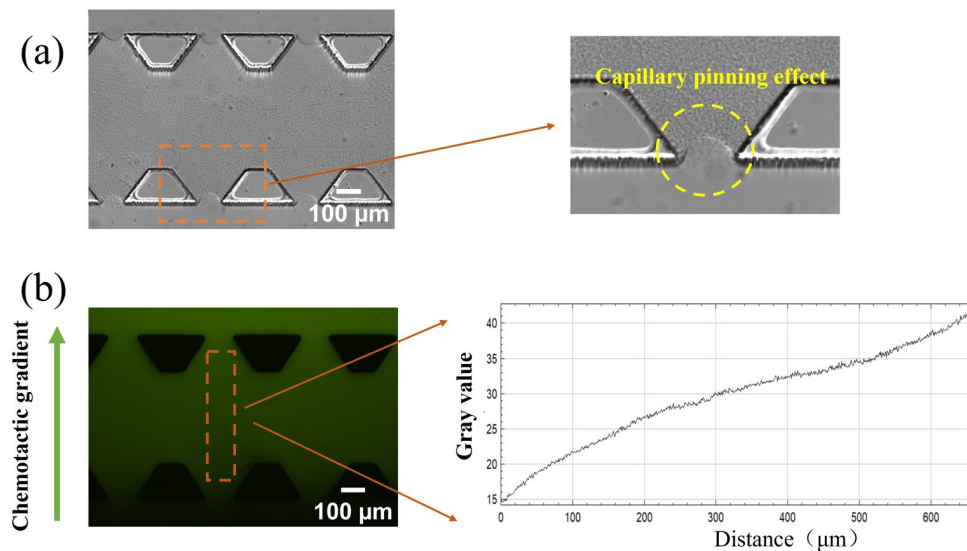 (a)
100 μm
Capillary pinning effect
(b)
Chemotactic gradient
100 μm
Gray value
40
35
30
25
20
15
0 100 200 300 400 500 600
Distance（μm）